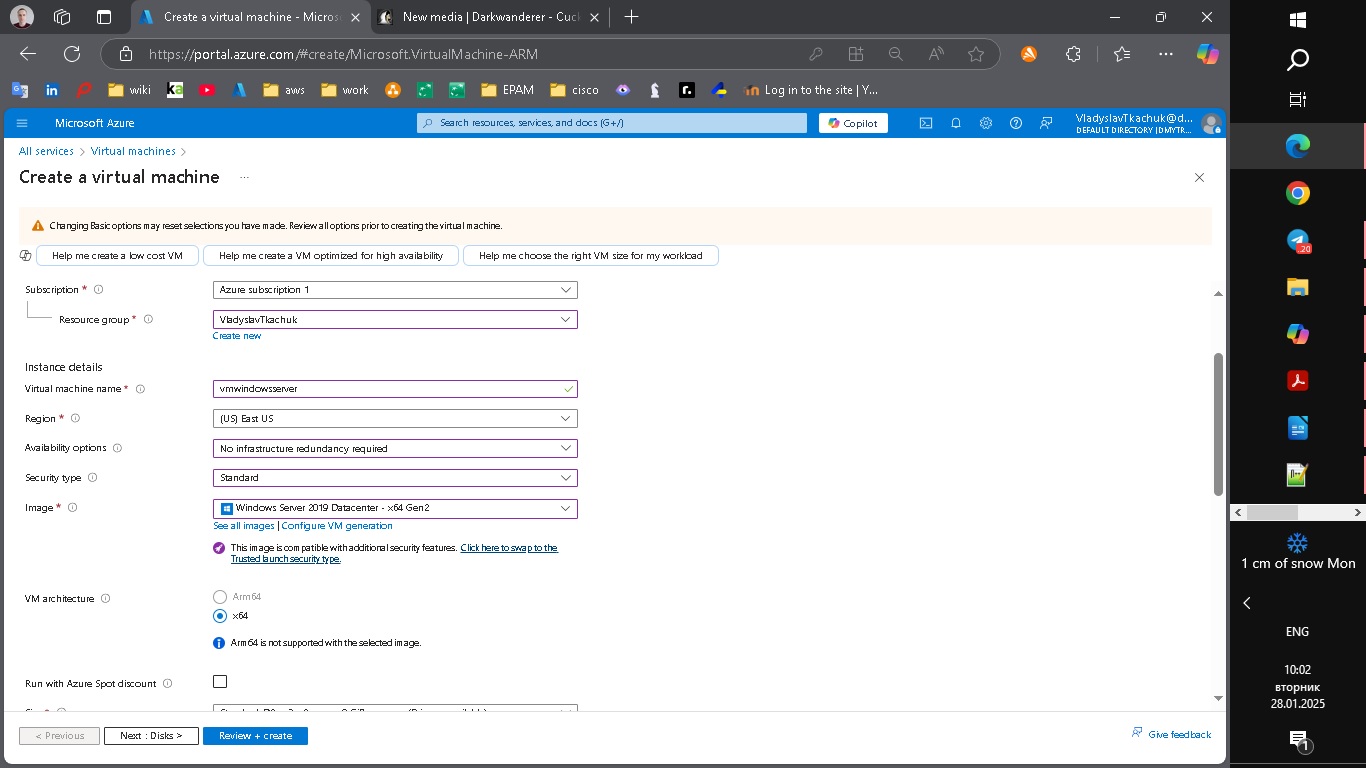 Create a virtual machine - Micros
New media | Darkwanderer - Cuck
https://portal.azure.com/#create/Microsoft.VirtualMachine-ARM
wiki
ka
aws
work
EPAM
cisco
r.
Log in to the site | Y...
Microsoft Azure
Search resources, services, and docs (G+/)
Copilot
VladyslavTkachuk@d...
DEFAULT DIRECTORY (DMYTR...
All services > Virtual machines >
Create a virtual machine ...
Changing Basic options may reset selections you have made. Review all options prior to creating the virtual machine.
Help me create a low cost VM
Help me create a VM optimized for high availability
Help me choose the right VM size for my workload
Subscription *
Azure subscription 1
Resource group *
VladyslavTkachuk
Create new
Instance details
Virtual machine name *
vmwindowsserver
Region *
(US) East US
Availability options
No infrastructure redundancy required
Security type
Standard
Image *
Windows Server 2019 Datacenter - x64 Gen2
See all images | Configure VM generation
This image is compatible with additional security features. Click here to swap to the
Trusted launch security type.
VM architecture
Arm64
x64
Arm64 is not supported with the selected image.
Run with Azure Spot discount
< Previous
Next : Disks >
Review + create
Give feedback
20
1 cm of snow Mon
ENG
10:02
вторник
28.01.2025
1